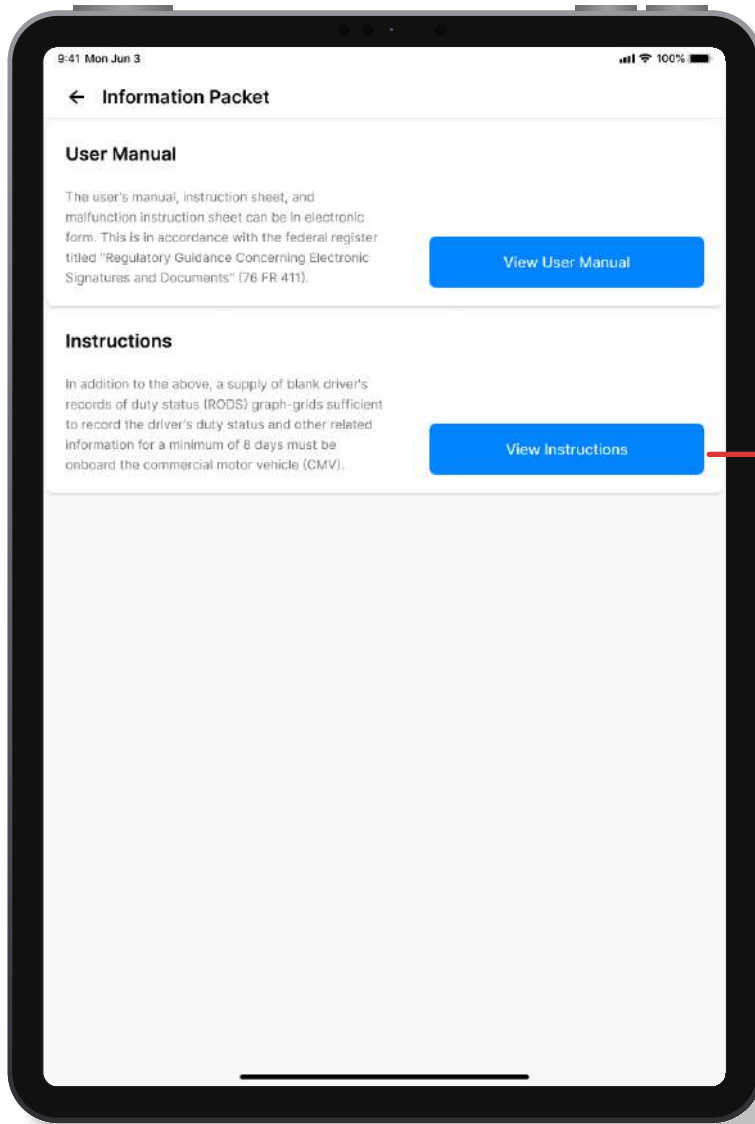 9:41 Mon Jun 3
100%
Information Packet
User Manual
The user's manual, instruction sheet, and
malfunction instruction sheet can be in electronic
form. This is in accordance with the federal register
titled "Regulatory Guidance Concerning Electronic
Signatures and Documents" (76 FR 411).
View User Manual
Instructions
In addition to the above, a supply of blank driver's
records of duty status (RODS) graph-grids sufficient
to record the driver's duty status and other related
information for a minimum of 8 days must be
onboard the commercial motor vehicle (CMV).
View Instructions